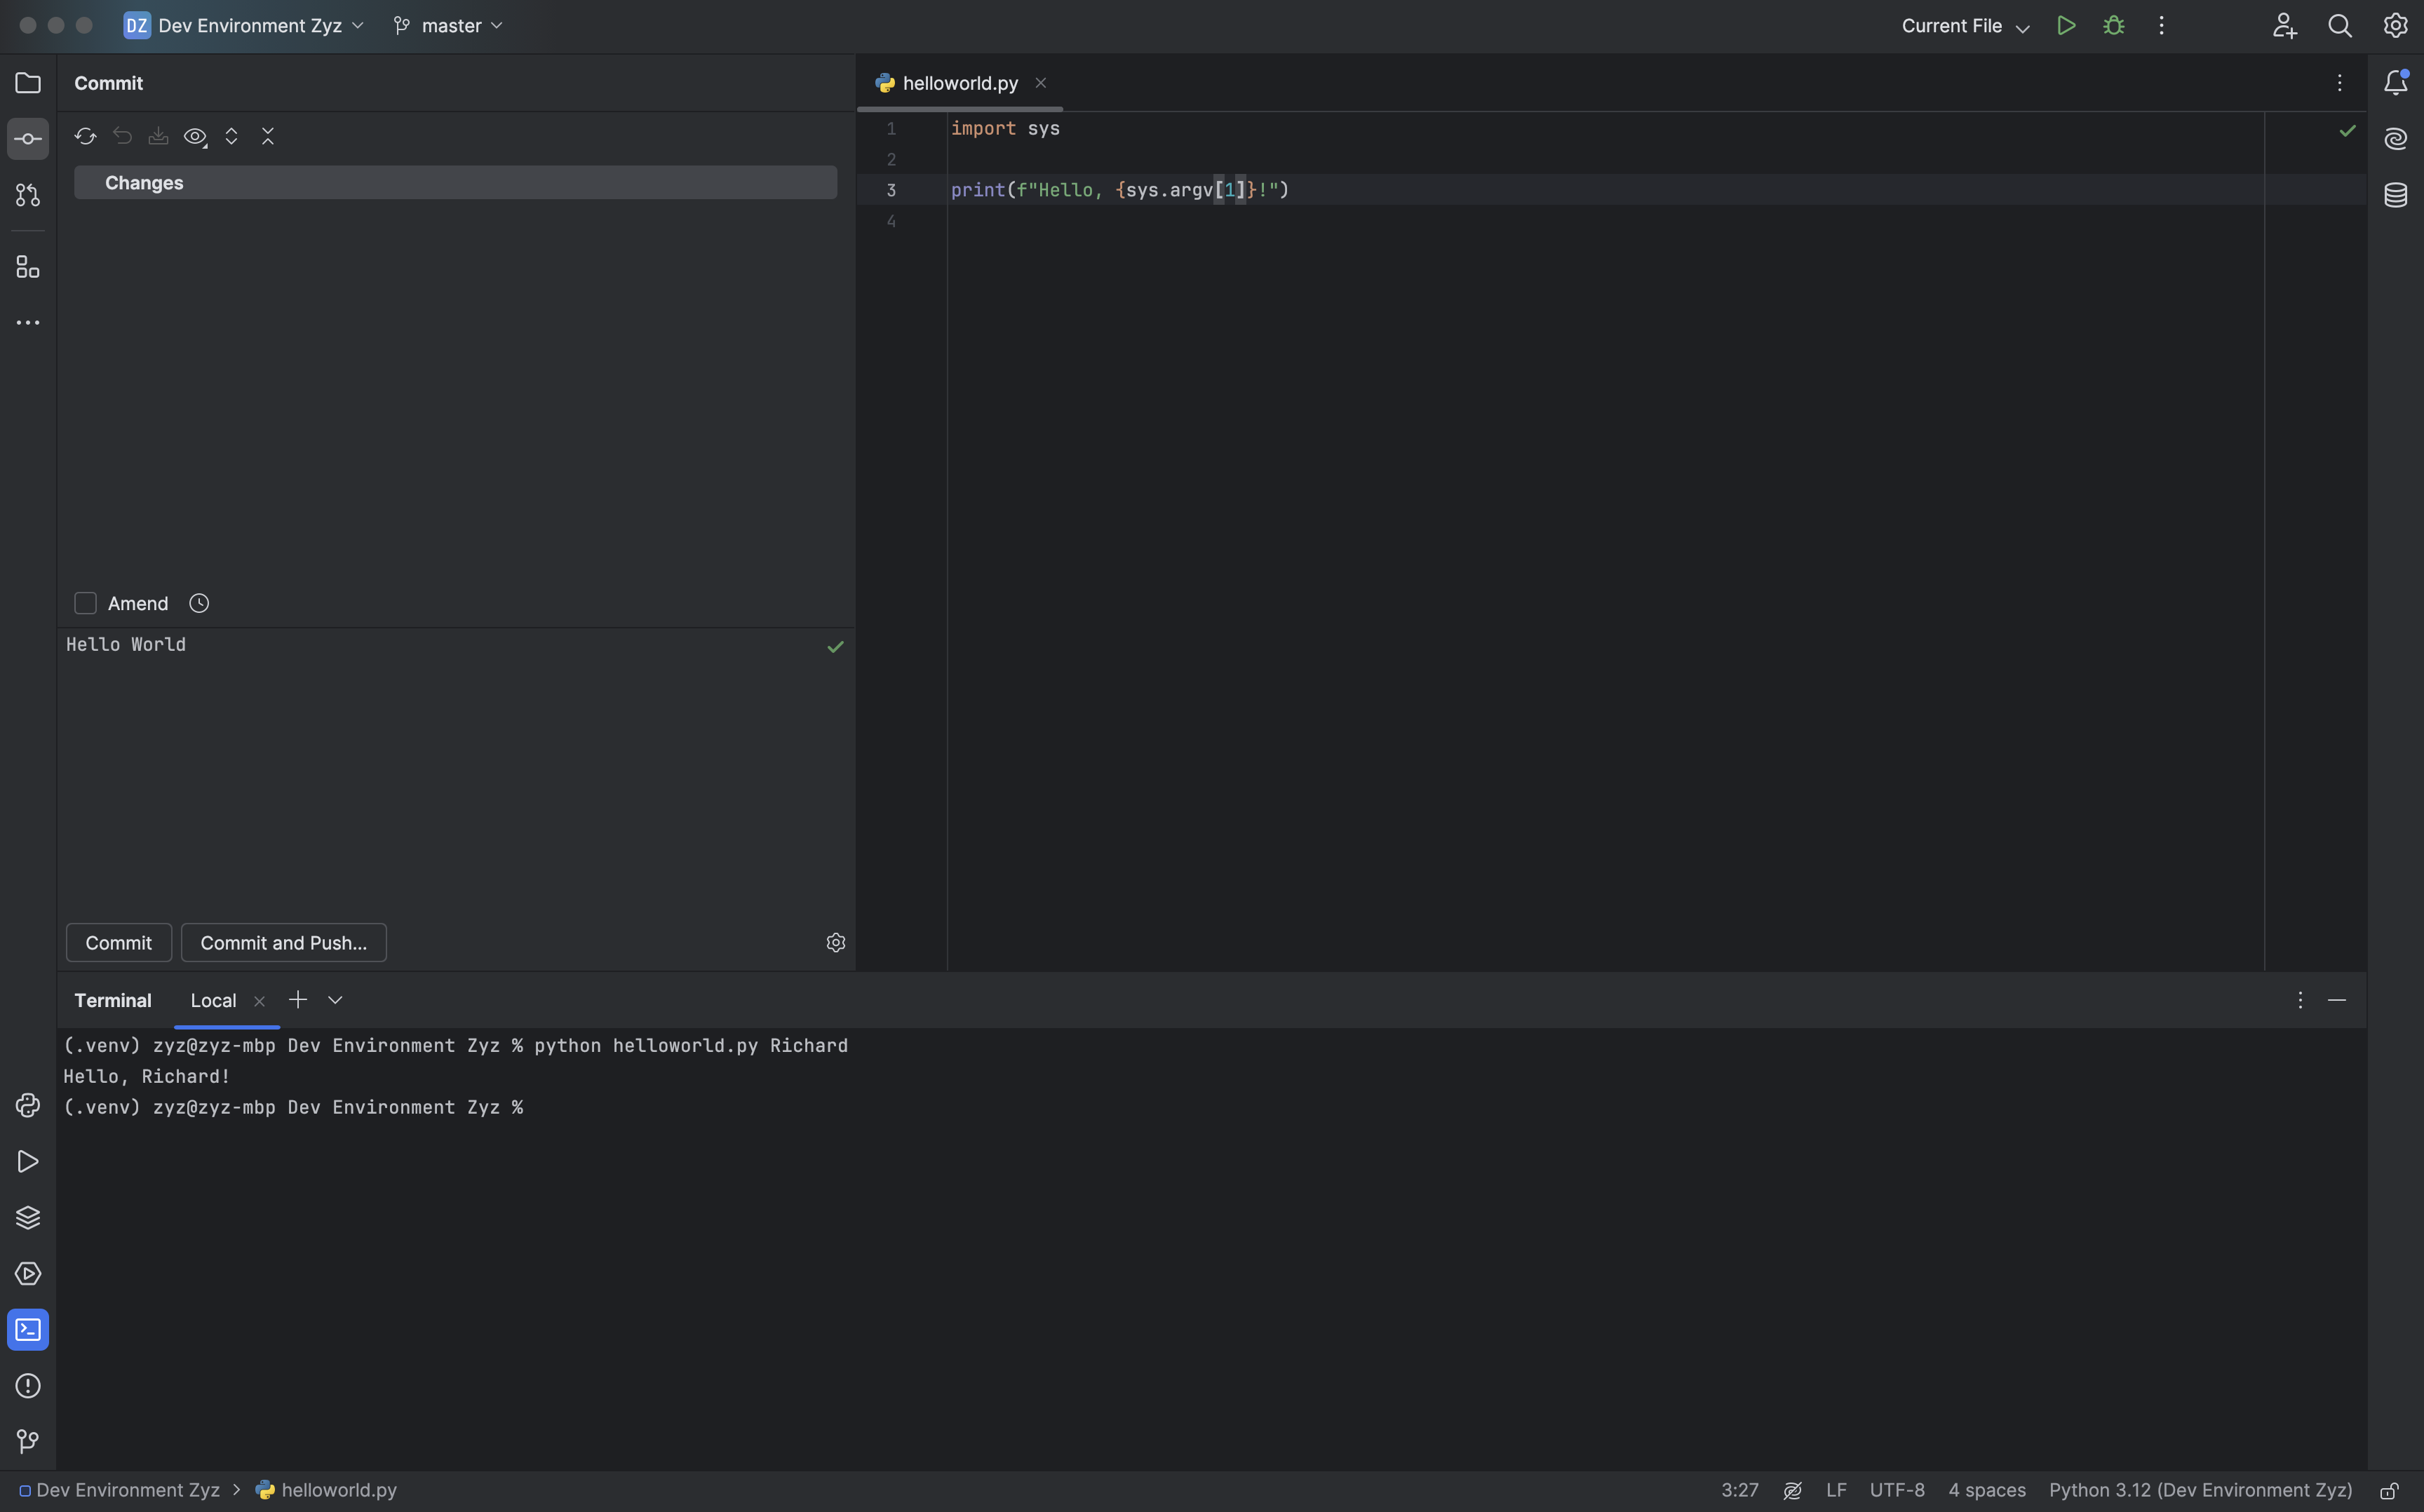 DZ Dev Environment Zyz master Current File
Commit
helloworld.py
Changes
1 import sys
2
3 print(f"Hello, {sys.argv[1]}!")
4
Amend
Hello World
Commit Commit and Push...
Terminal Local
(.venv) zyz@zyz-mbp Dev Environment Zyz % python helloworld.py Richard
Hello, Richard!
(.venv) zyz@zyz-mbp Dev Environment Zyz %
Dev Environment Zyz > helloworld.py 3:27 LF UTF-8 4 spaces Python 3.12 (Dev Environment Zyz)